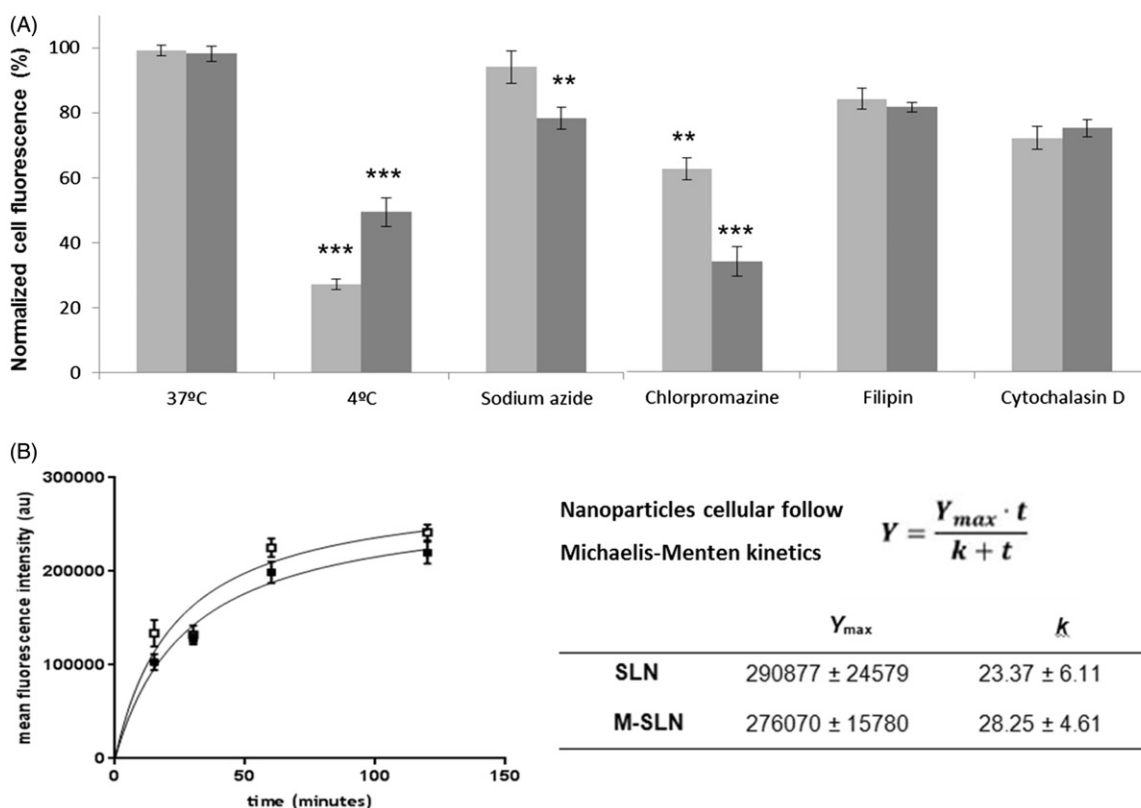 (A)
Normalized cell fluorescence (%)
100
80
60
40
20
0
***
***
**
**
***
37ºC
4ºC
Sodium azide
Chlorpromazine
Filipin
Cytochalasin D
(B)
mean fluorescence intensity (au)
300000
200000
100000
0
0
50
100
150
time (minutes)
Nanoparticles cellular follow
Michaelis-Menten kinetics
Y = Ymax · t / k + t
Ymax k
SLN 290877 ± 24579 23.37 ± 6.11
M-SLN 276070 ± 15780 28.25 ± 4.61